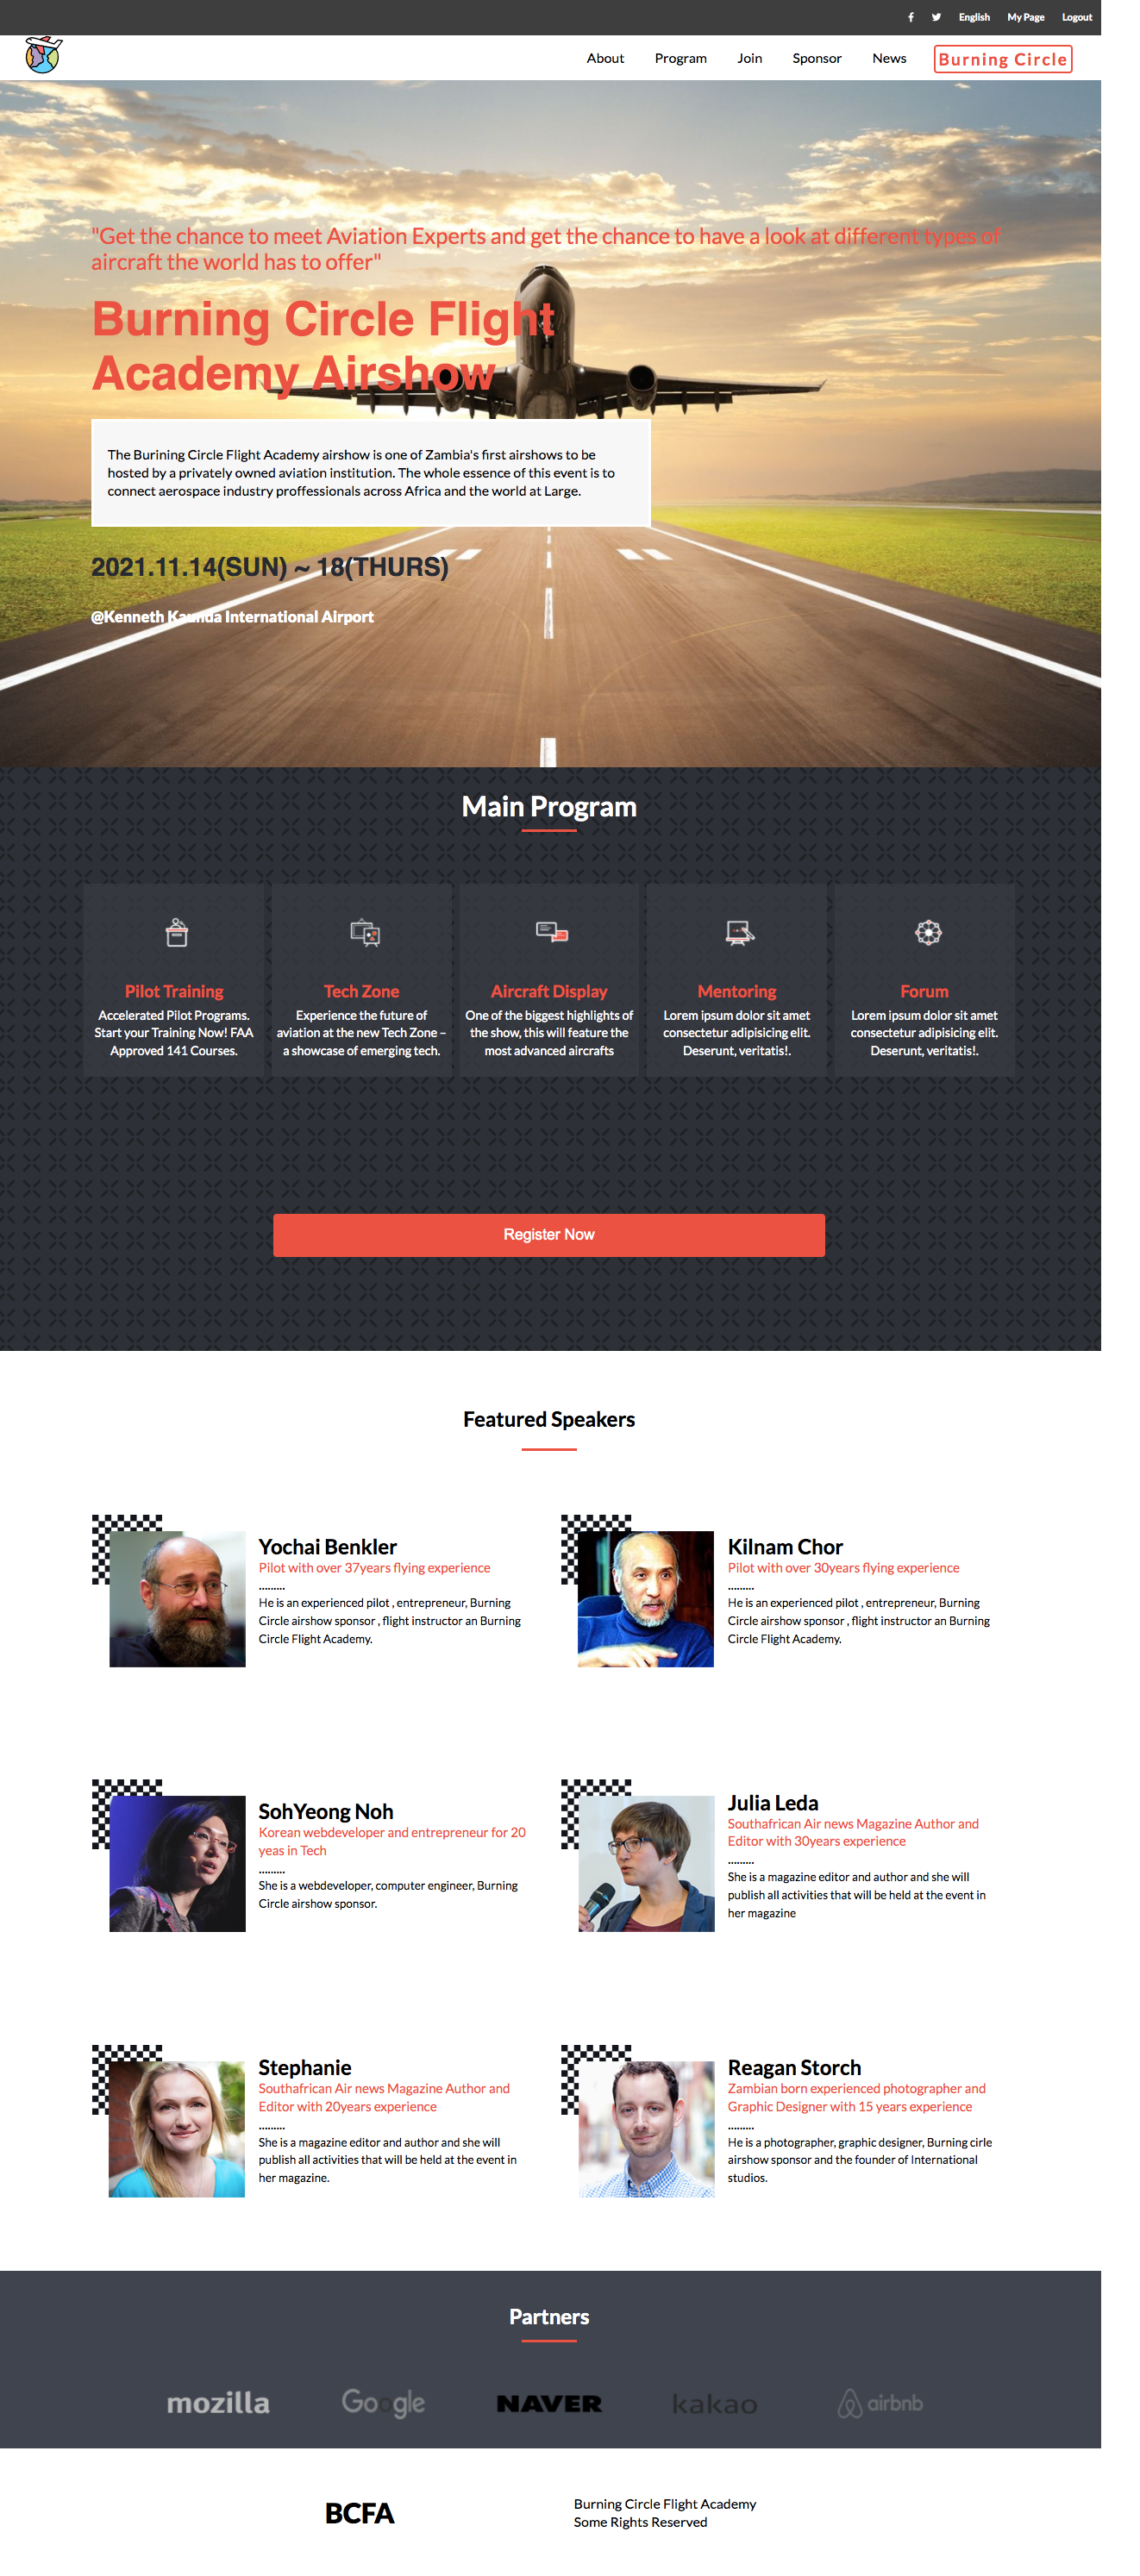 English My Page Logout
About Program Join Sponsor News Burning Circle
"Get the chance to meet Aviation Experts and get the chance to have a look at different types of
aircraft the world has to offer"
Burning Circle Flight
Academy Airshow
The Burining Circle Flight Academy airshow is one of Zambia's first airshows to be
hosted by a privately owned aviation institution. The whole essence of this event is to
connect aerospace industry proffessionals across Africa and the world at Large.
2021.11.14(SUN) ~ 18(THURS)
@Kenneth Kaunda International Airport
Main Program
Pilot Training
Accelerated Pilot Programs.
Start your Training Now! FAA
Approved 141 Courses.
Tech Zone
Experience the future of
aviation at the new Tech Zone –
a showcase of emerging tech.
Aircraft Display
One of the biggest highlights of
the show, this will feature the
most advanced aircrafts
Mentoring
Lorem ipsum dolor sit amet
consectetur adipisicing elit.
Deserunt, veritatis!.
Forum
Lorem ipsum dolor sit amet
consectetur adipisicing elit.
Deserunt, veritatis!.
Register Now
Featured Speakers
Yochai Benkler
Pilot with over 37years flying experience
.........
He is an experienced pilot , entrepreneur, Burning
Circle airshow sponsor , flight instructor an Burning
Circle Flight Academy.
Kilnam Chor
Pilot with over 30years flying experience
.........
He is an experienced pilot , entrepreneur, Burning
Circle airshow sponsor , flight instructor an Burning
Circle Flight Academy.
SohYeong Noh
Korean webdeveloper and entrepreneur for 20
yeas in Tech
.........
She is a webdeveloper, computer engineer, Burning
Circle airshow sponsor.
Julia Leda
Southafrican Air news Magazine Author and
Editor with 30years experience
.........
She is a magazine editor and author and she will
publish all activities that will be held at the event in
her magazine
Stephanie
Southafrican Air news Magazine Author and
Editor with 20years experience
.........
She is a magazine editor and author and she will
publish all activities that will be held at the event in
her magazine.
Reagan Storch
Zambian born experienced photographer and
Graphic Designer with 15 years experience
.........
He is a photographer, graphic designer, Burning cirle
airshow sponsor and the founder of International
studios.
Partners
mozilla Google NAVER kakao airbnb
BCFA
Burning Circle Flight Academy
Some Rights Reserved